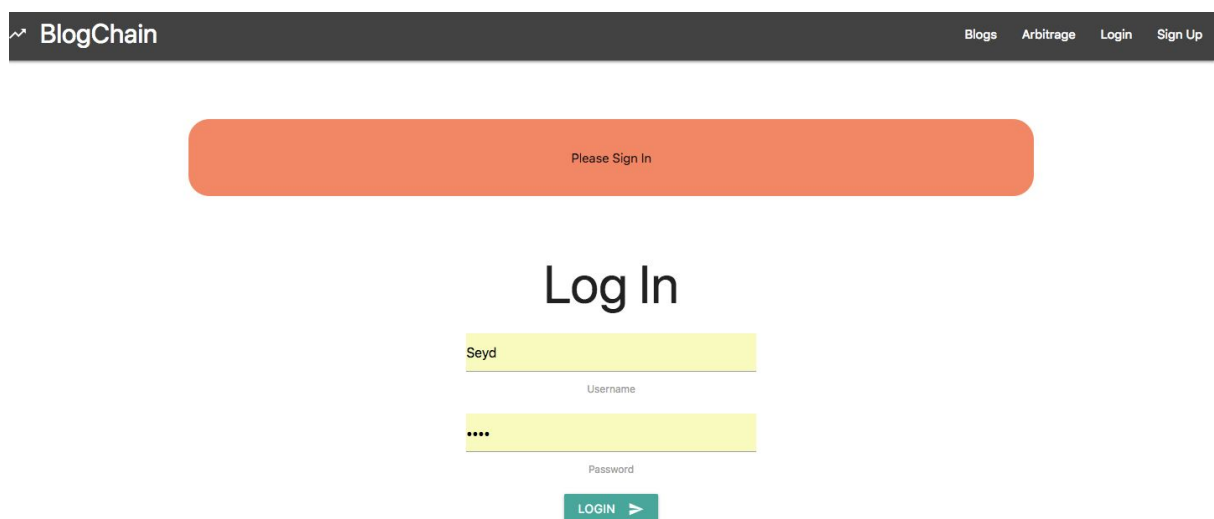 BlogChain Blogs Arbitrage Login Sign Up
Please Sign In
Log In
Seyd
Username
••••
Password
LOGIN